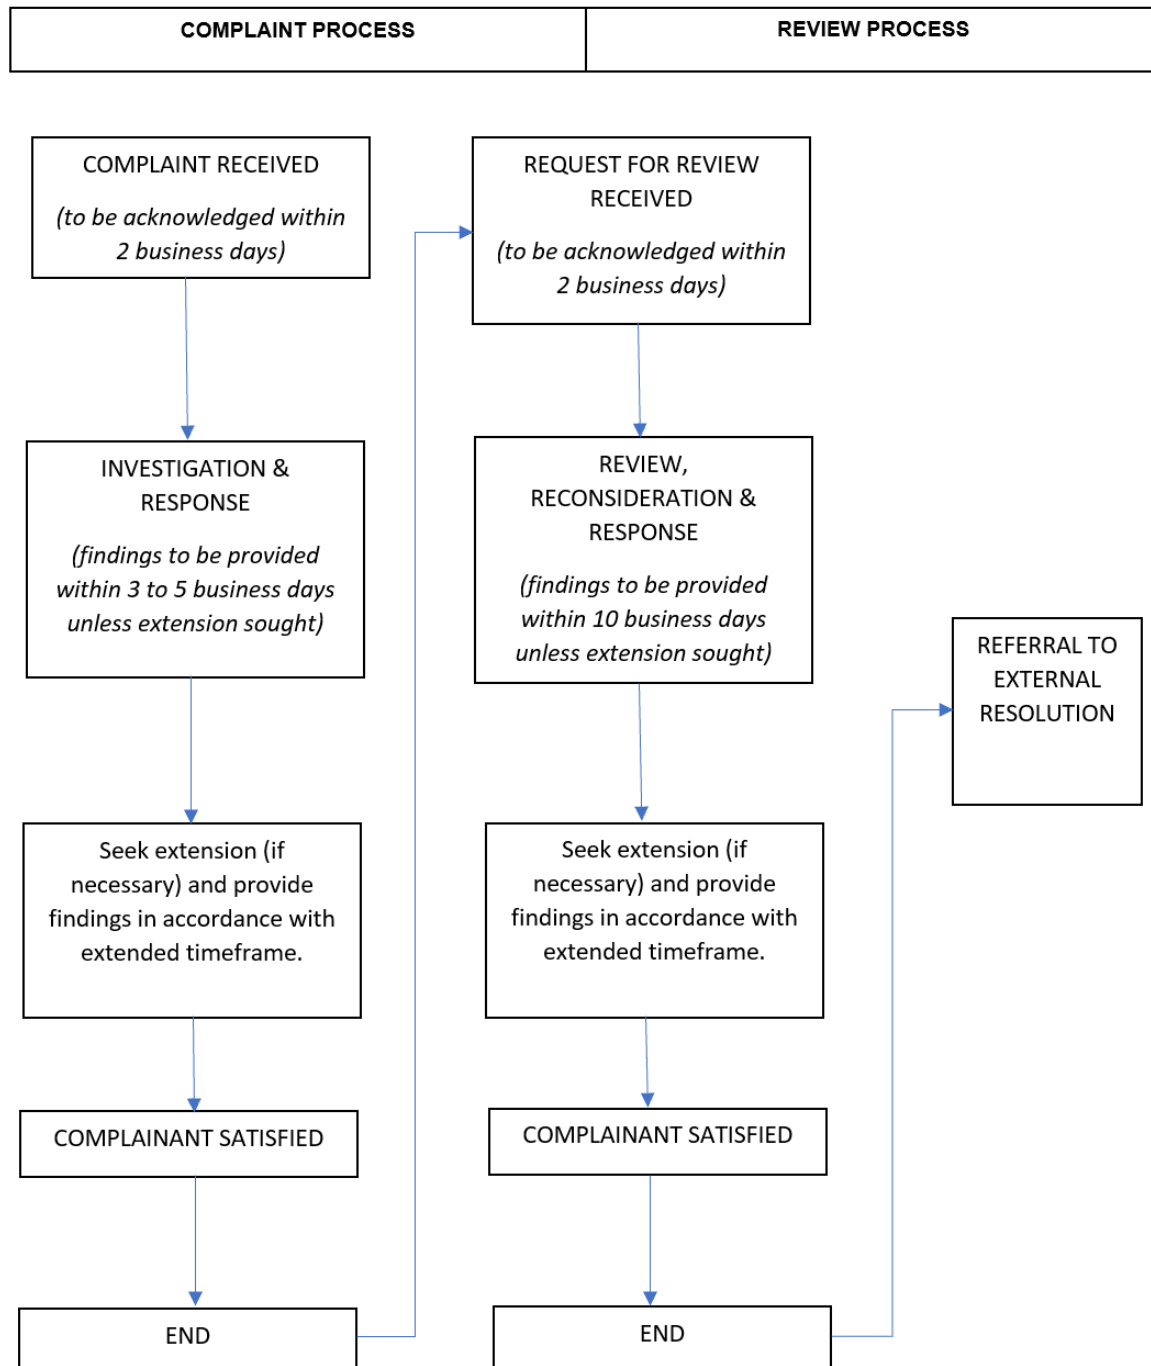 COMPLAINT PROCESS
REVIEW PROCESS
COMPLAINT RECEIVED
(to be acknowledged within
2 business days)
INVESTIGATION &
RESPONSE
(findings to be provided
within 3 to 5 business days
unless extension sought)
Seek extension (if
necessary) and provide
findings in accordance with
extended timeframe.
COMPLAINANT SATISFIED
END
REQUEST FOR REVIEW
RECEIVED
(to be acknowledged within
2 business days)
REVIEW,
RECONSIDERATION &
RESPONSE
(findings to be provided
within 10 business days
unless extension sought)
Seek extension (if
necessary) and provide
findings in accordance with
extended timeframe.
COMPLAINANT SATISFIED
END
REFERRAL TO
EXTERNAL
RESOLUTION